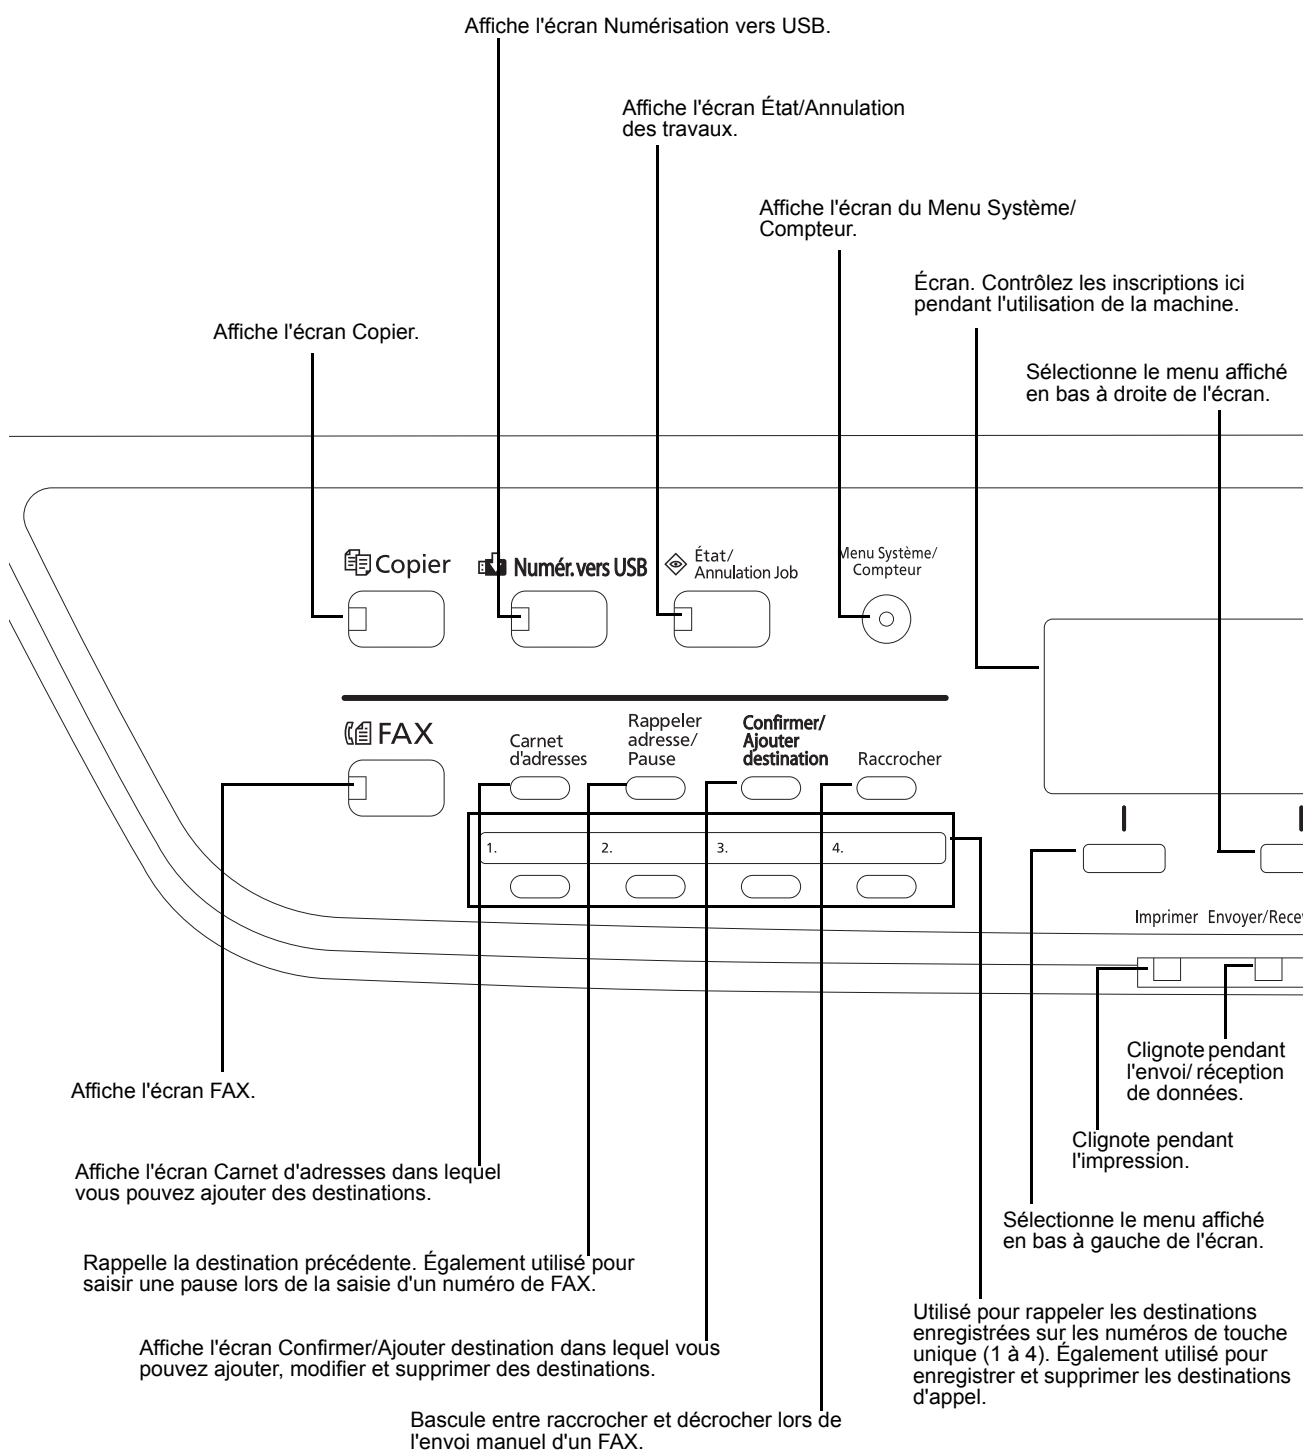 Affiche l'écran Numérisation vers USB.
Affiche l'écran État/Annulation
des travaux.
Affiche l'écran du Menu Système/
Compteur.
Écran. Contrôlez les inscriptions ici
pendant l'utilisation de la machine.
Affiche l'écran Copier.
Sélectionne le menu affiché
en bas à droite de l'écran.
Copier
Numér. vers USB
État/
Annulation Job
Menu Système/
Compteur
FAX
Carnet
d'adresses
Rappeler
adresse/
Pause
Confirmer/
Ajouter
destination
Raccrocher
1.
2.
3.
4.
Imprimer
Envoyer/Rece
Clignote pendant
l'envoi/ réception
de données.
Affiche l'écran FAX.
Clignote pendant
l'impression.
Affiche l'écran Carnet d'adresses dans lequel
vous pouvez ajouter des destinations.
Sélectionne le menu affiché
en bas à gauche de l'écran.
Rappelle la destination précédente. Également utilisé pour
saisir une pause lors de la saisie d'un numéro de FAX.
Utilisé pour rappeler les destinations
enregistrées sur les numéros de touche
unique (1 à 4). Également utilisé pour
enregistrer et supprimer les destinations
d'appel.
Affiche l'écran Confirmer/Ajouter destination dans lequel vous
pouvez ajouter, modifier et supprimer des destinations.
Bascule entre raccrocher et décrocher lors de
l'envoi manuel d'un FAX.